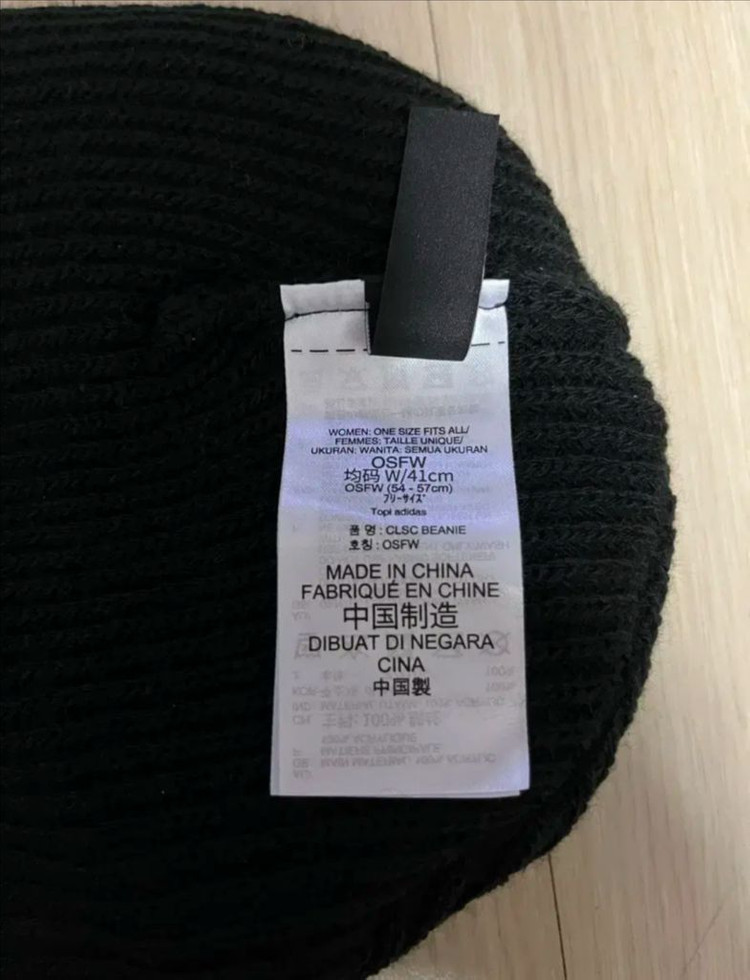 WOMEN: ONE SIZE FITS ALL/
FEMMES: TAILLE UNIQUE/
UKURAN: WANITA: SEMUA UKURAN
OSFW
均码 W/41cm
OSFW (54 - 57cm)
フリーサイズ
Topi adidas
품 명 : CLSC BEANIE
호칭 : OSFW
MADE IN CHINA
FABRIQUÉ EN CHINE
中国制造
DIBUAT DI NEGARA
CINA
中国製